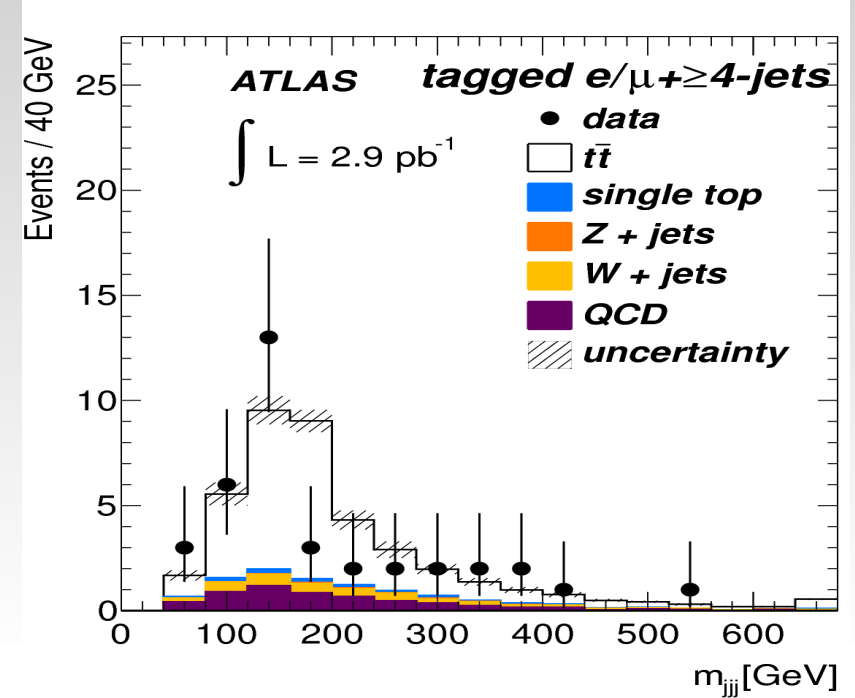 ATLAS
tagged e/μ+≥4-jets
∫ L = 2.9 pb⁻¹
data
tt̄
single top
Z + jets
W + jets
QCD
uncertainty
Events / 40 GeV
25
20
15
10
5
0
0 100 200 300 400 500 600
m_jjj [GeV]